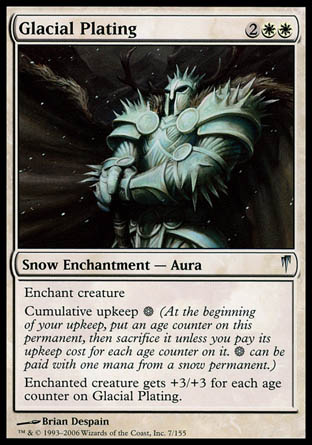 Glacial Plating 2
Snow Enchantment — Aura
Enchant creature
Cumulative upkeep (At the beginning
of your upkeep, put an age counter on this
permanent, then sacrifice it unless you pay its
upkeep cost for each age counter on it. can be
paid with one mana from a snow permanent.)
Enchanted creature gets +3/+3 for each age
counter on Glacial Plating.
Brian Despain
™ & © 1993–2006 Wizards of the Coast, Inc. 7/155